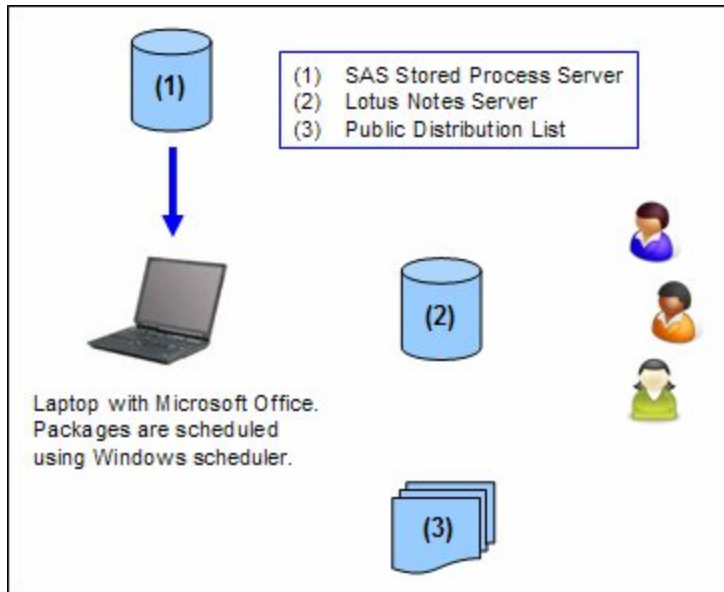 (1)
(1) SAS Stored Process Server
(2) Lotus Notes Server
(3) Public Distribution List
(2)
Laptop with Microsoft Office.
Packages are scheduled
using Windows scheduler.
(3)